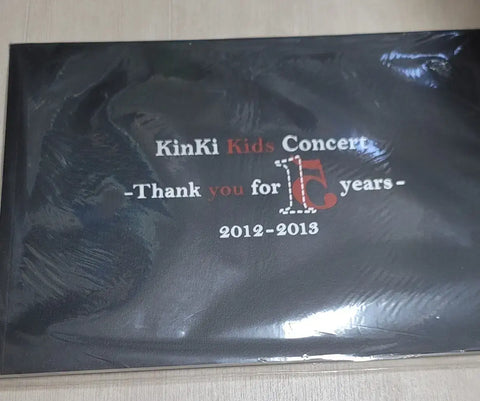 KinKi Kids Concert
-Thank you for 15 years-
2012-2013